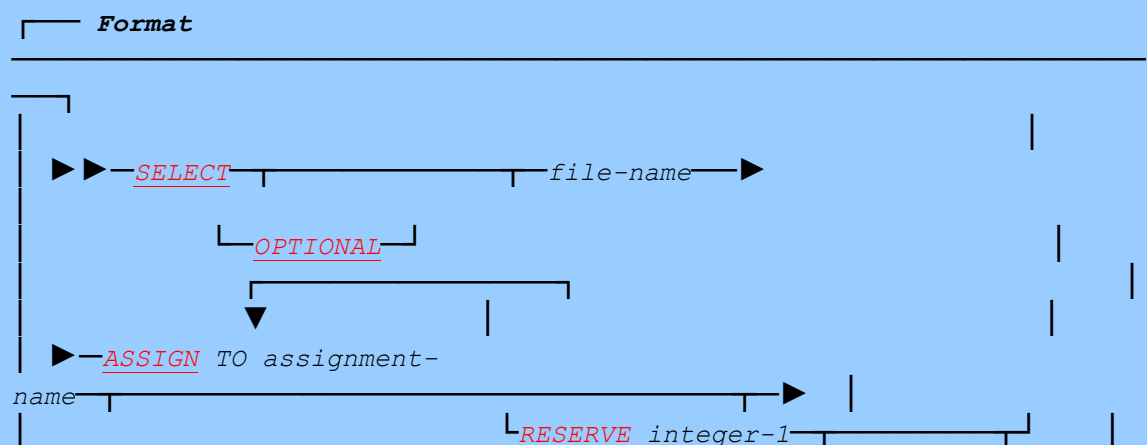 Format
SELECT file-name
OPTIONAL
ASSIGN TO assignment-
name
RESERVE integer-1